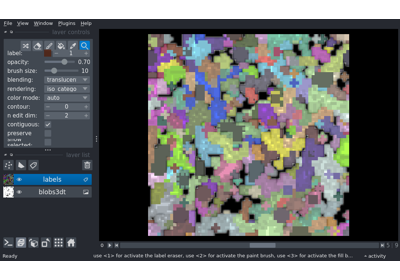 File View Window Plugins Help
layer controls
label: 1
opacity: 0.70
brush size: 10
blending: translucen
rendering: iso_catego
color mode: auto
contour: 0
n edit dim: 2
contiguous:
preserve
show
selected:
layer list
labels
blobs3dt
Ready
use <1> for activate the label eraser, use <2> for activate the paint brush, use <3> for activate the fill b...
activity